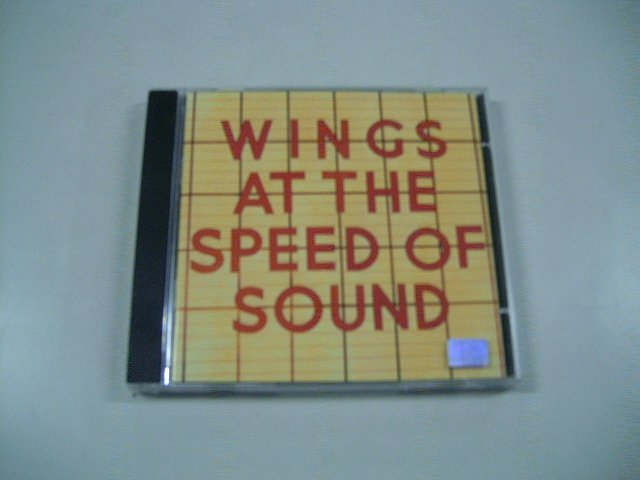 WINGS
AT THE
SPEED OF
SOUND